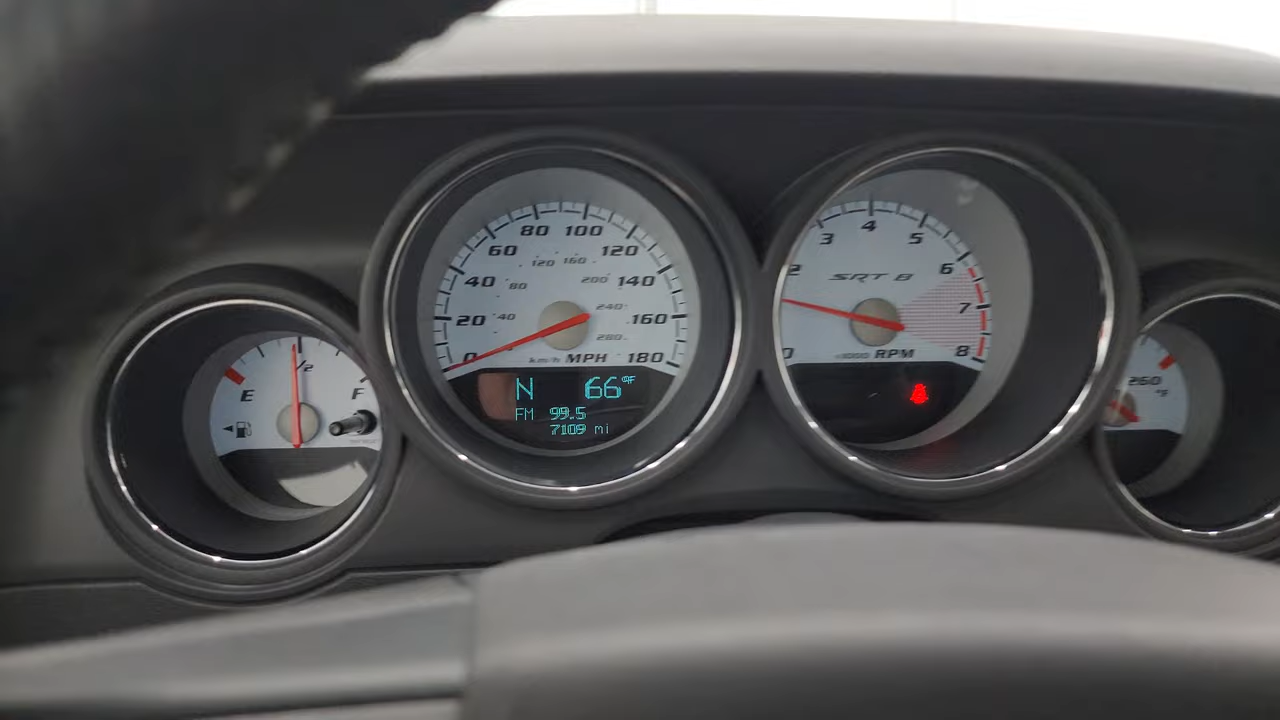 E 1/2 F
0 20 40 60 80 100 120 140 160 180
40 80 120 160 200 240 280
km/h MPH
N 66°F
FM 99.5
7109 mi
0 2 3 4 5 6 7 8
SRT 8
x1000 RPM
260
°F